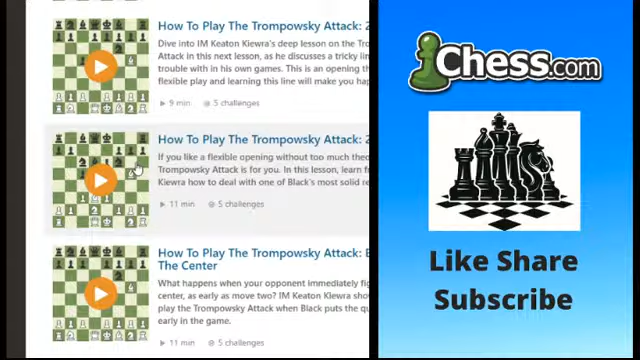 How To Play The Trompowsky Attack: 2
Dive into IM Keaton Kiewra's deep lesson on the Tro
Attack in this next lesson, as he discusses a tricky lin
trouble with in his own games. This is an opening th
flexible play and learning this line will make you hap
9 min 5 challenges
How To Play The Trompowsky Attack: 2
If you like a flexible opening without too much theo
Trompowsky Attack is for you. In this lesson, learn fr
Kiewra how to deal with one of Black's most solid re
11 min 5 challenges
How To Play The Trompowsky Attack: B
The Center
What happens when your opponent immediately fi
center, as early as move two? IM Keaton Kiewra sho
play the Trompowsky Attack when Black puts the qu
early in the game.
11 min 5 challenges
Chess.com
Like Share
Subscribe